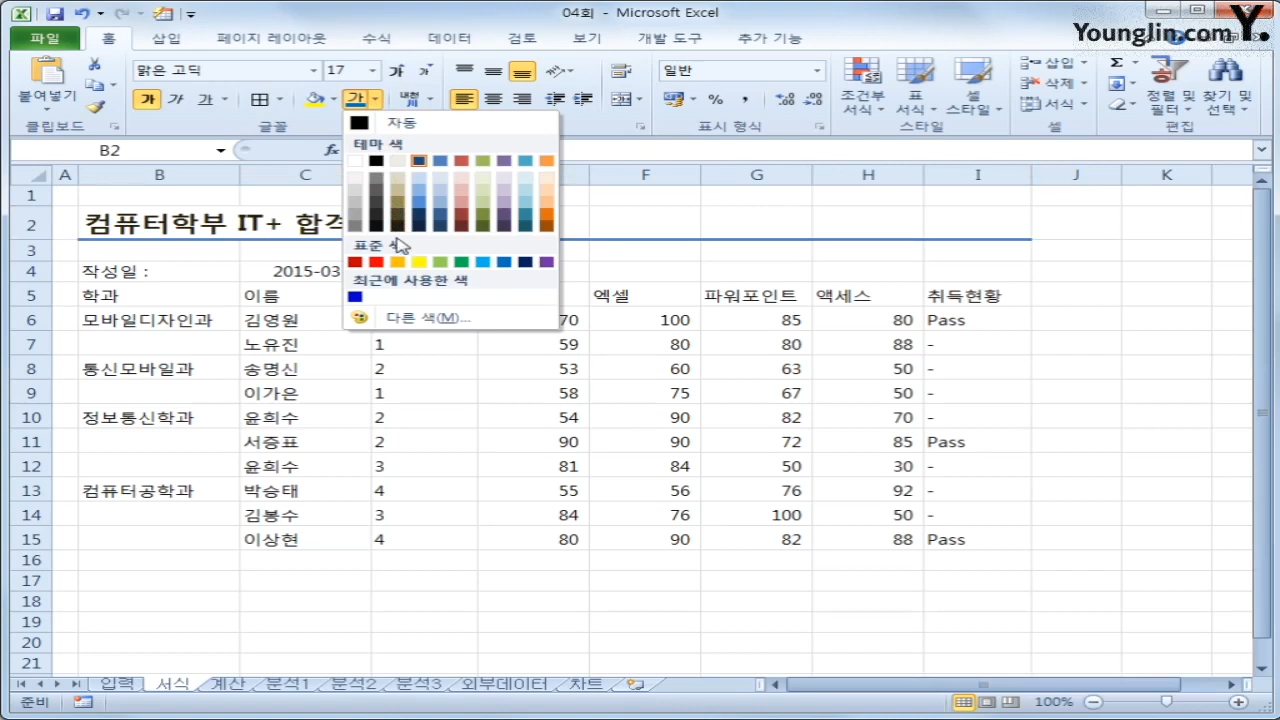 04회 - Microsoft Excel
Younglin.com Y.
파일 홈 삽입 페이지 레이아웃 수식 데이터 검토 보기 개발 도구 추가 기능
붙여넣기 맑은 고딕 17 가 가 일반 조건부 서식 표 서식 셀 스타일 삽입 삭제 서식 정렬 및 필터 찾기 및 선택
가 가 가 가 내천 % ,
클립보드 글꼴 표시 형식 스타일 셀 편집
B2 fx
자동
테마 색
표준 색
최근에 사용한 색
다른 색(M)...
A B C F G H I J K
1
2 컴퓨터학부 IT+ 합격
3
4 작성일 : 2015-03
5 학과 이름 엑셀 파워포인트 액세스 취득현황
6 모바일디자인과 김영원 70 100 85 80 Pass
7 노유진 1 59 80 80 88 -
8 통신모바일과 송명신 2 53 60 63 50 -
9 이가은 1 58 75 67 50 -
10 정보통신학과 윤희수 2 54 90 82 70 -
11 서증표 2 90 90 72 85 Pass
12 윤희수 3 81 84 50 30 -
13 컴퓨터공학과 박승태 4 55 56 76 92 -
14 김봉수 3 84 76 100 50 -
15 이상현 4 80 90 82 88 Pass
16
17
18
19
20
21
입력 서식 계산 분석1 분석2 분석3 외부데이터 차트
준비 100%